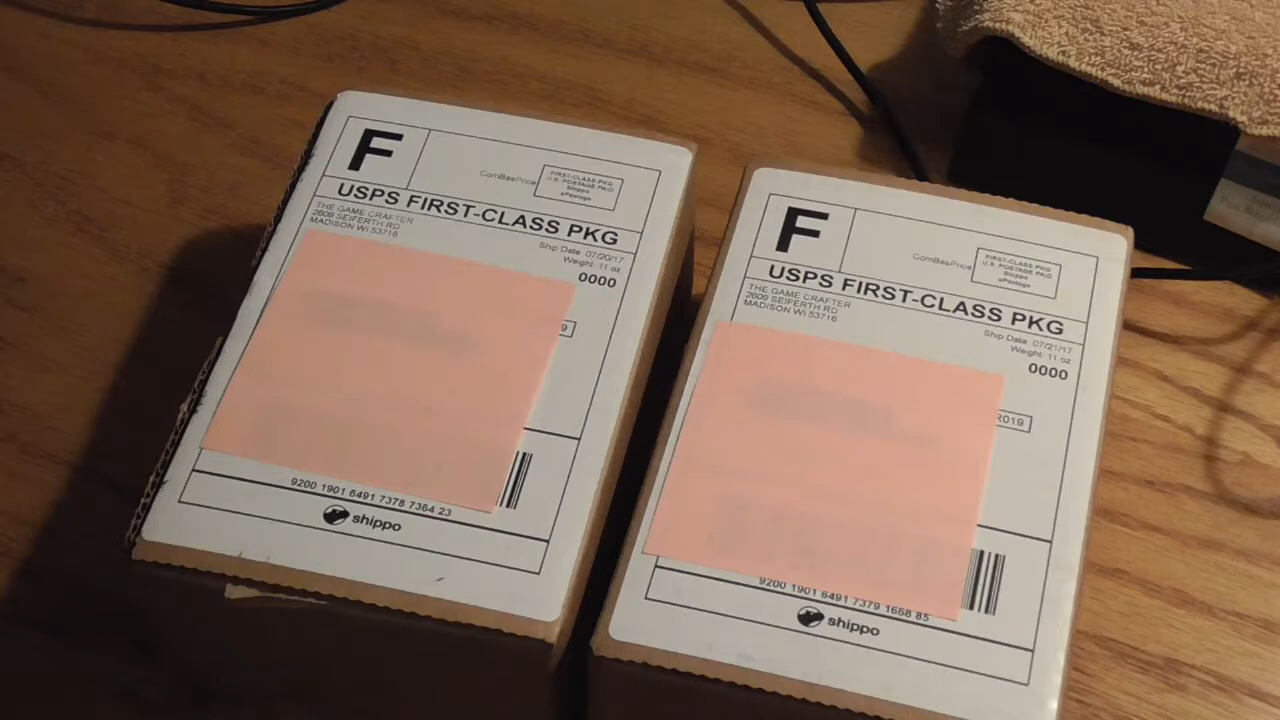 F
ComBasPrice
FIRST-CLASS PKG
U.S. POSTAGE PAID
Shippo
ePostage
USPS FIRST-CLASS PKG
THE GAME CRAFTER
2609 SEIFERTH RD
MADISON WI 53716
Ship Date: 07/20/17
Weight: 11 oz
0000
9
9200 1901 6491 7378 7364 23
shippo
F
ComBasPrice
FIRST-CLASS PKG
U.S. POSTAGE PAID
Shippo
ePostage
USPS FIRST-CLASS PKG
THE GAME CRAFTER
2609 SEIFERTH RD
MADISON WI 53716
Ship Date: 07/21/17
Weight: 11 oz
0000
R019
9200 1901 6491 7379 1668 85
shippo